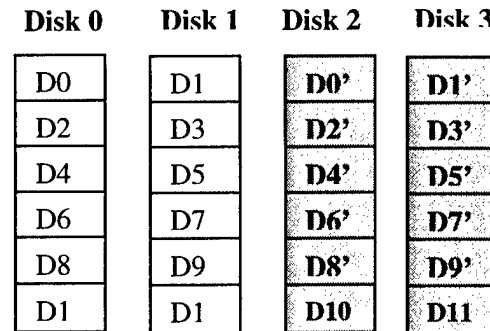 Disk 0 Disk 1 Disk 2 Disk 3
D0 D1 D0’ D1’
D2 D3 D2’ D3’
D4 D5 D4’ D5’
D6 D7 D6’ D7’
D8 D9 D8’ D9’
D1 D1 D10 D11